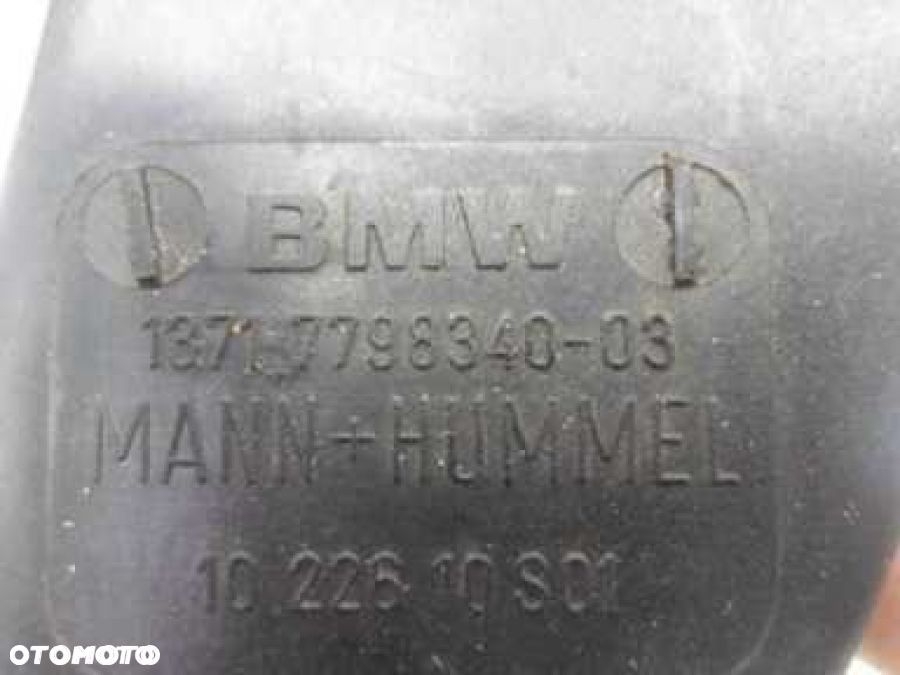 BMW
1371 7798340-03
MANN+HUMMEL
10 226 10 S01
OTOMOTO